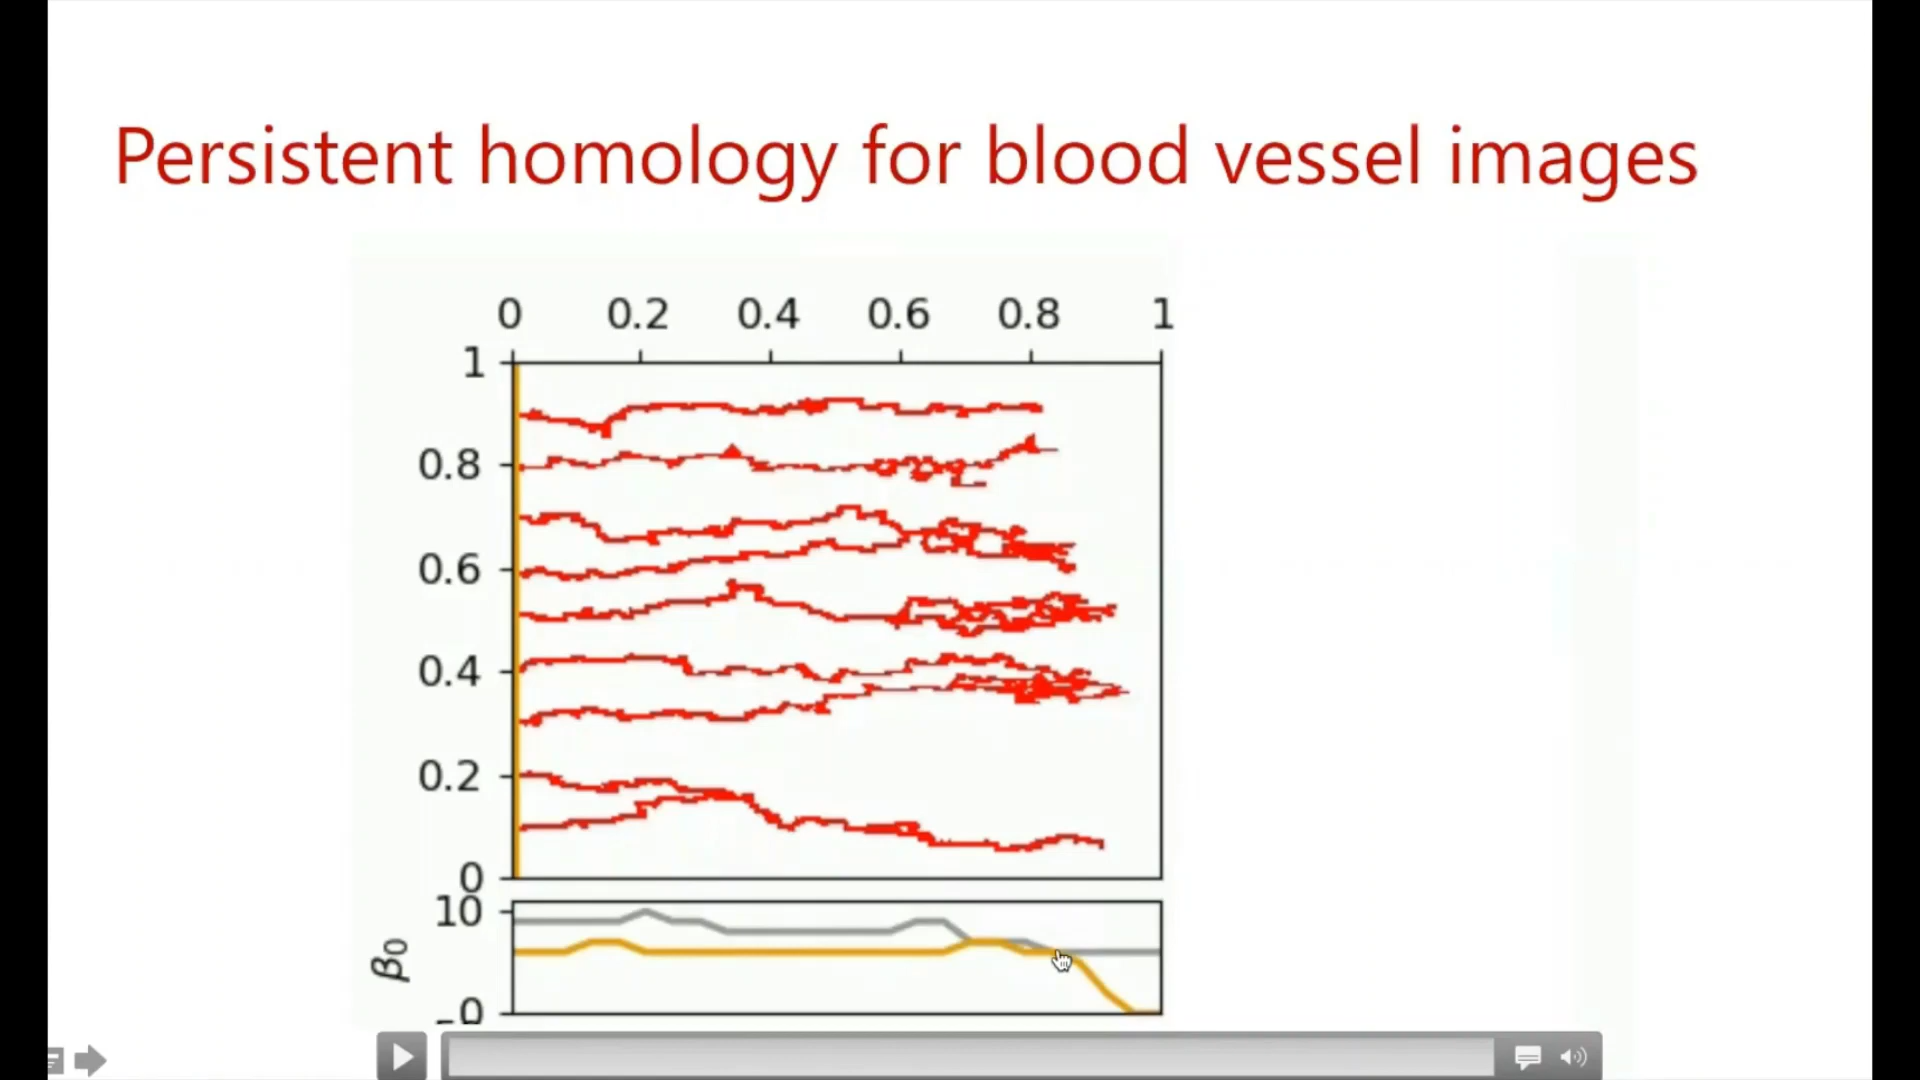 Persistent homology for blood vessel images
0 0.2 0.4 0.6 0.8 1
1
0.8
0.6
0.4
0.2
0
10
β0
0